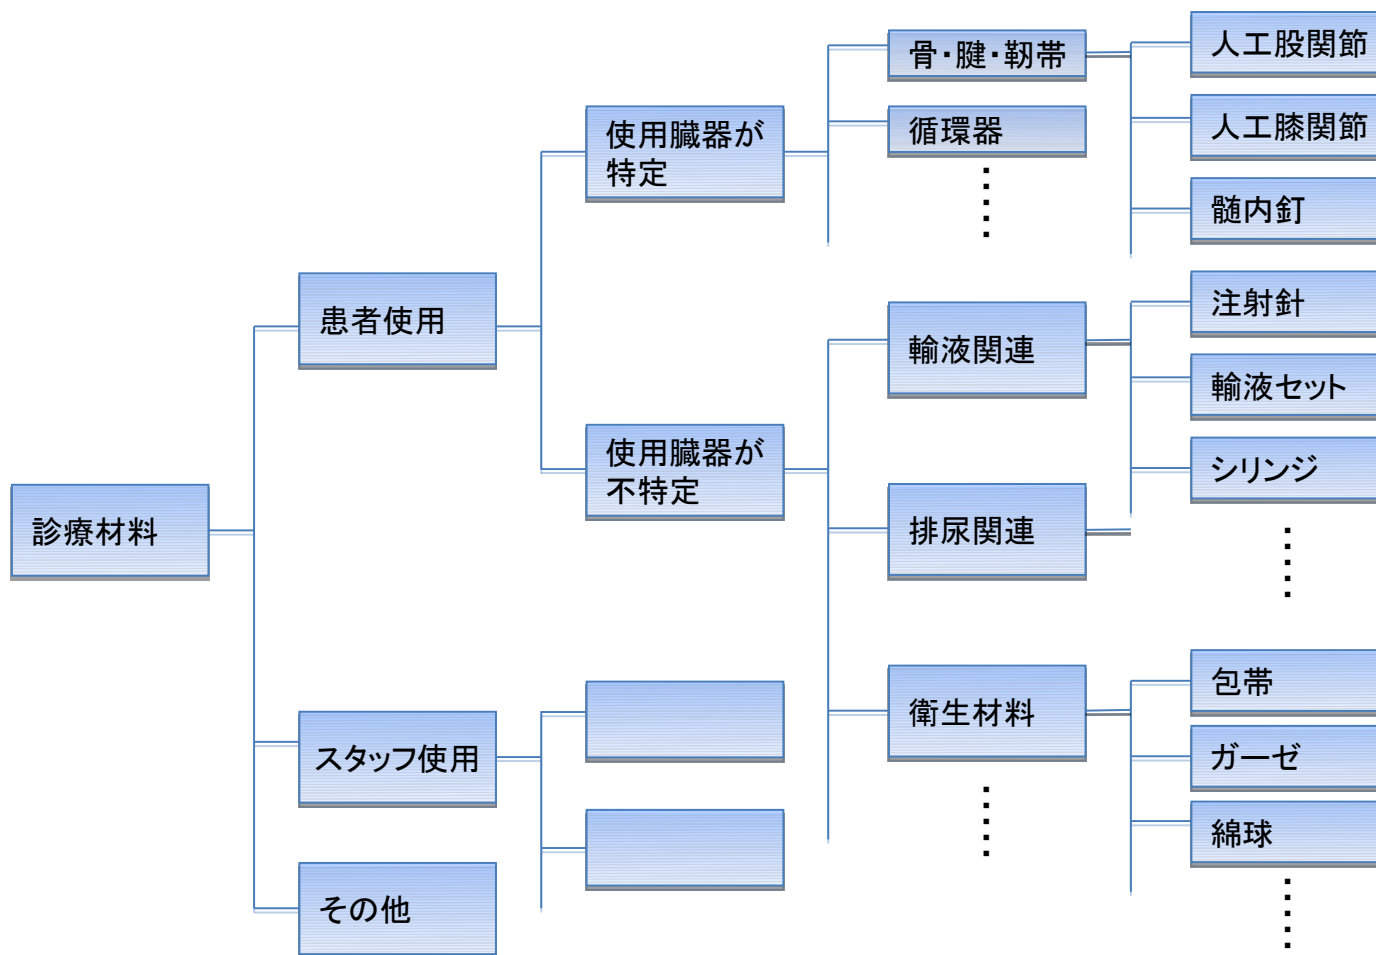 診療材料
患者使用
スタッフ使用
その他
使用臓器が
特定
使用臓器が
不特定
骨・腱・靭帯
循環器
輸液関連
排尿関連
衛生材料
人工股関節
人工膝関節
髄内釘
注射針
輸液セット
シリンジ
包帯
ガーゼ
綿球